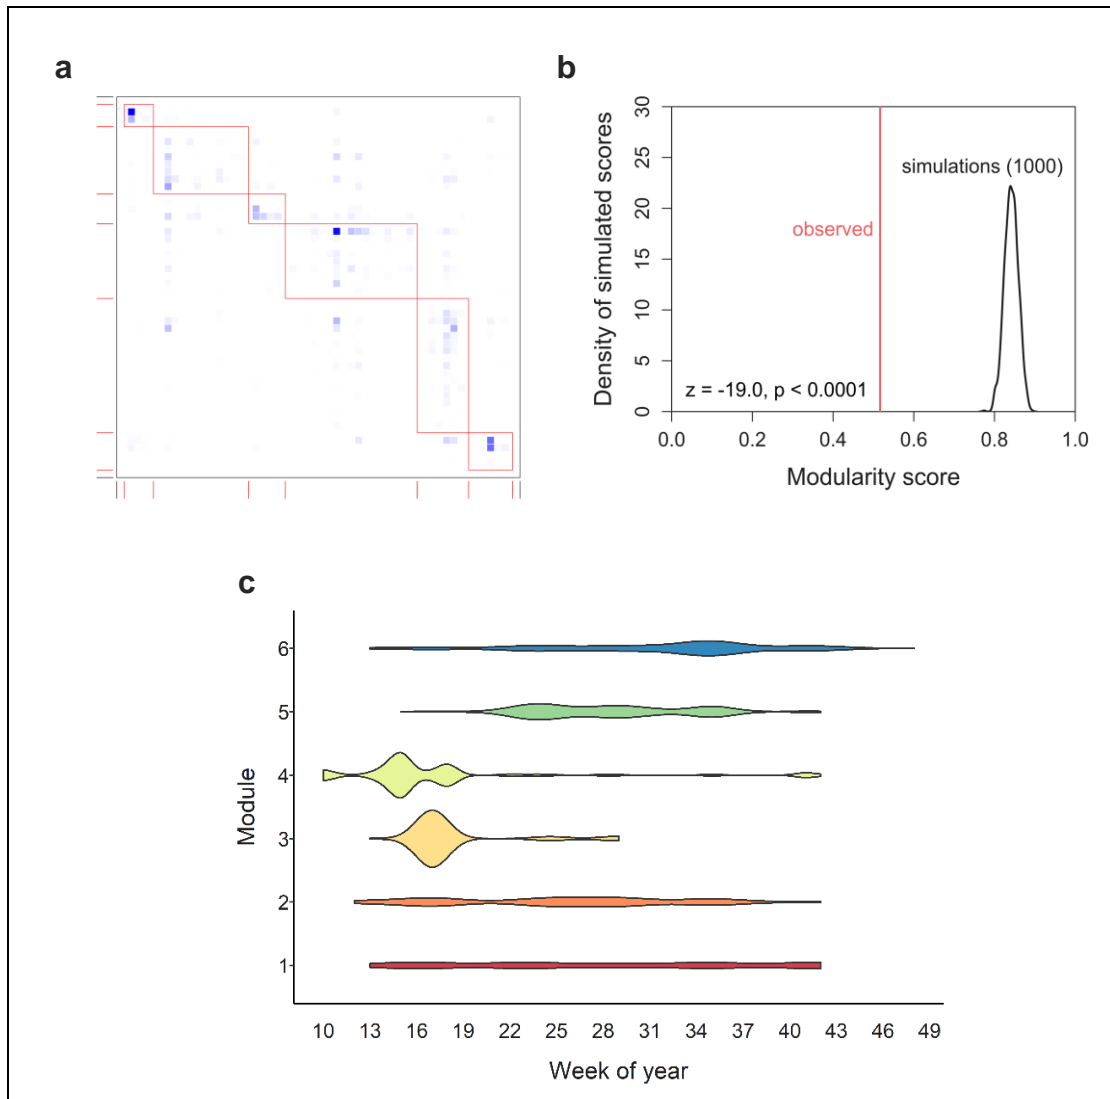 a
b
Density of simulated scores
30
25
20
15
10
5
0
simulations (1000)
observed
z = -19.0, p < 0.0001
0.0 0.2 0.4 0.6 0.8 1.0
Modularity score
c
Module
6
5
4
3
2
1
10 13 16 19 22 25 28 31 34 37 40 43 46 49
Week of year